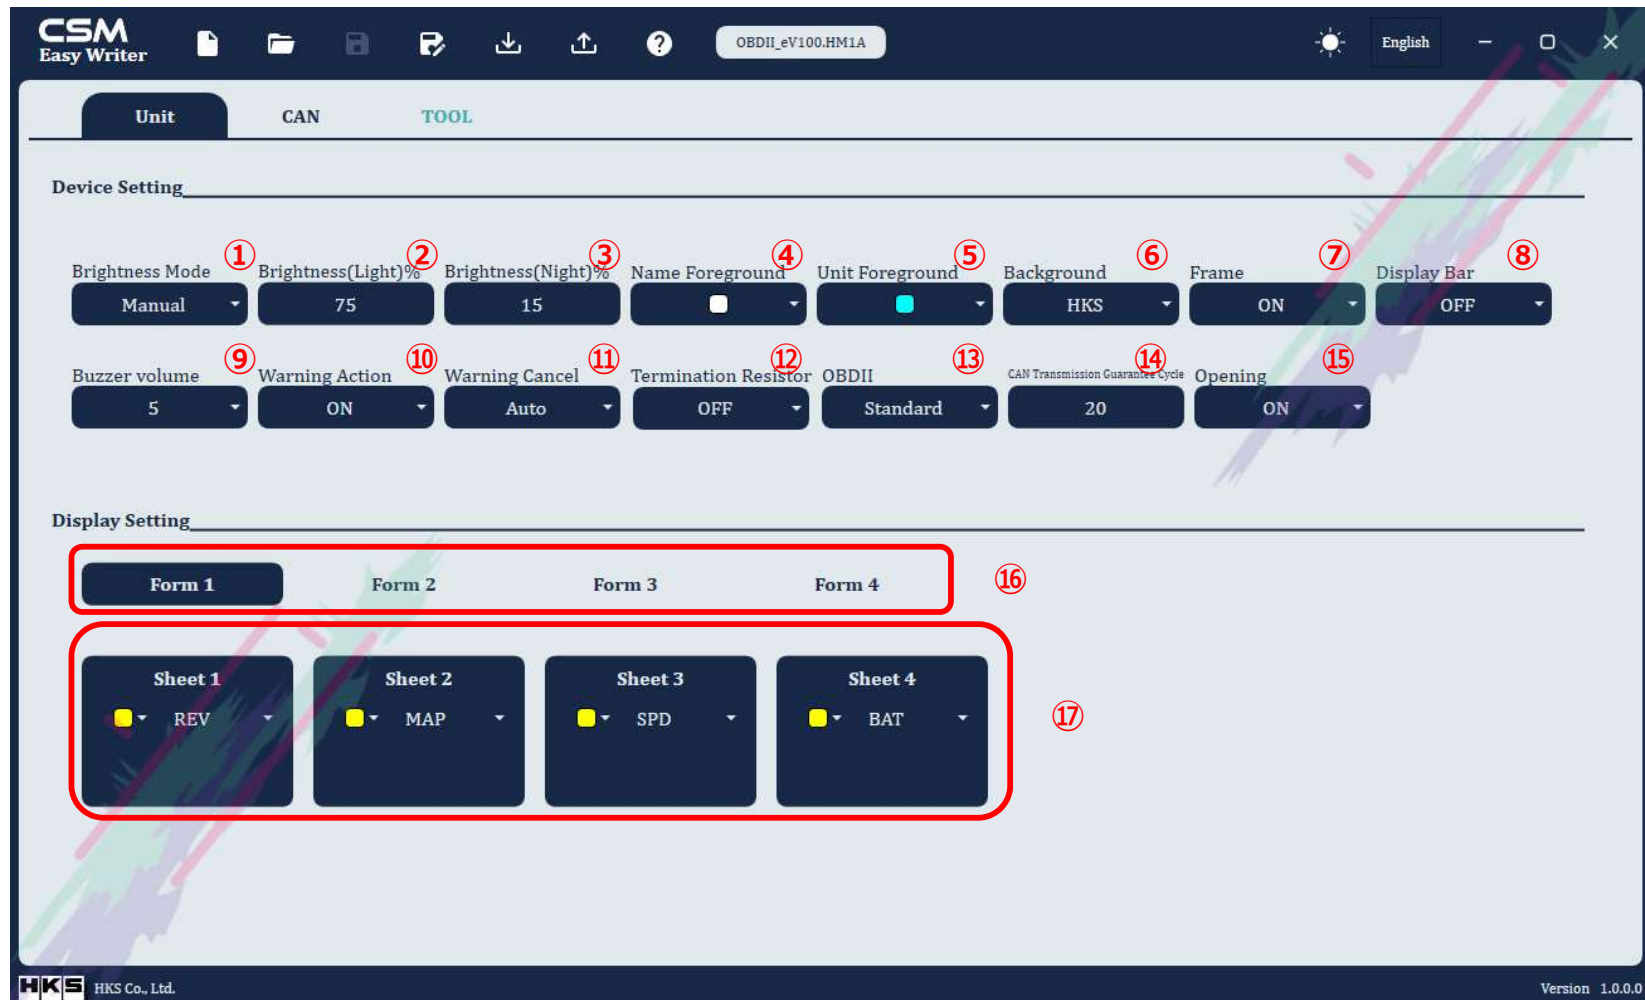 CSM
Easy Writer
OBDII_eV100.HM1A
English
Unit CAN TOOL
Device Setting
① ② ③ ④ ⑤ ⑥ ⑦ ⑧
Brightness Mode Brightness(Light)% Brightness(Night)% Name Foreground Unit Foreground Background Frame Display Bar
Manual 75 15 HKS ON OFF
⑨ ⑩ ⑪ ⑫ ⑬ ⑭ ⑮
Buzzer volume Warning Action Warning Cancel Termination Resistor OBDII CAN Transmission Guarantee Cycle Opening
5 ON Auto OFF Standard 20 ON
Display Setting
Form 1 Form 2 Form 3 Form 4 ⑯
Sheet 1 Sheet 2 Sheet 3 Sheet 4
REV MAP SPD BAT ⑰
HKS HKS Co., Ltd. Version 1.0.0.0